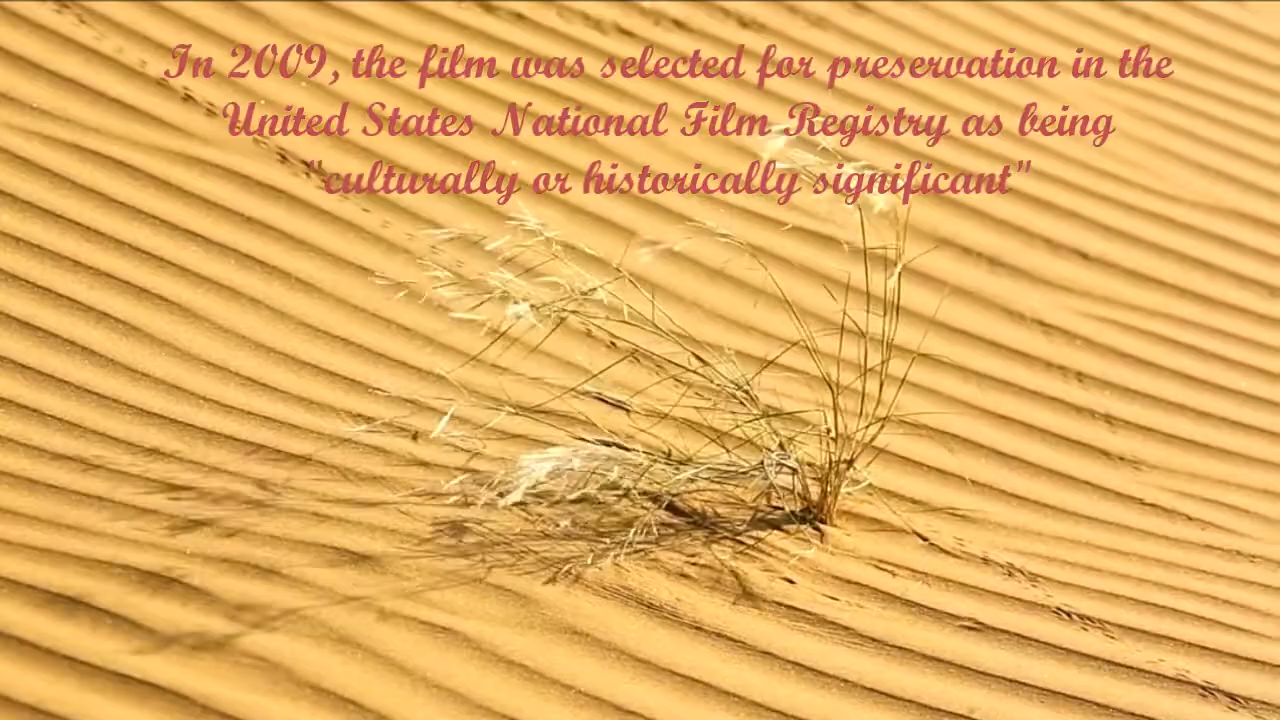 In 2009, the film was selected for preservation in the
United States National Film Registry as being
"culturally or historically significant"